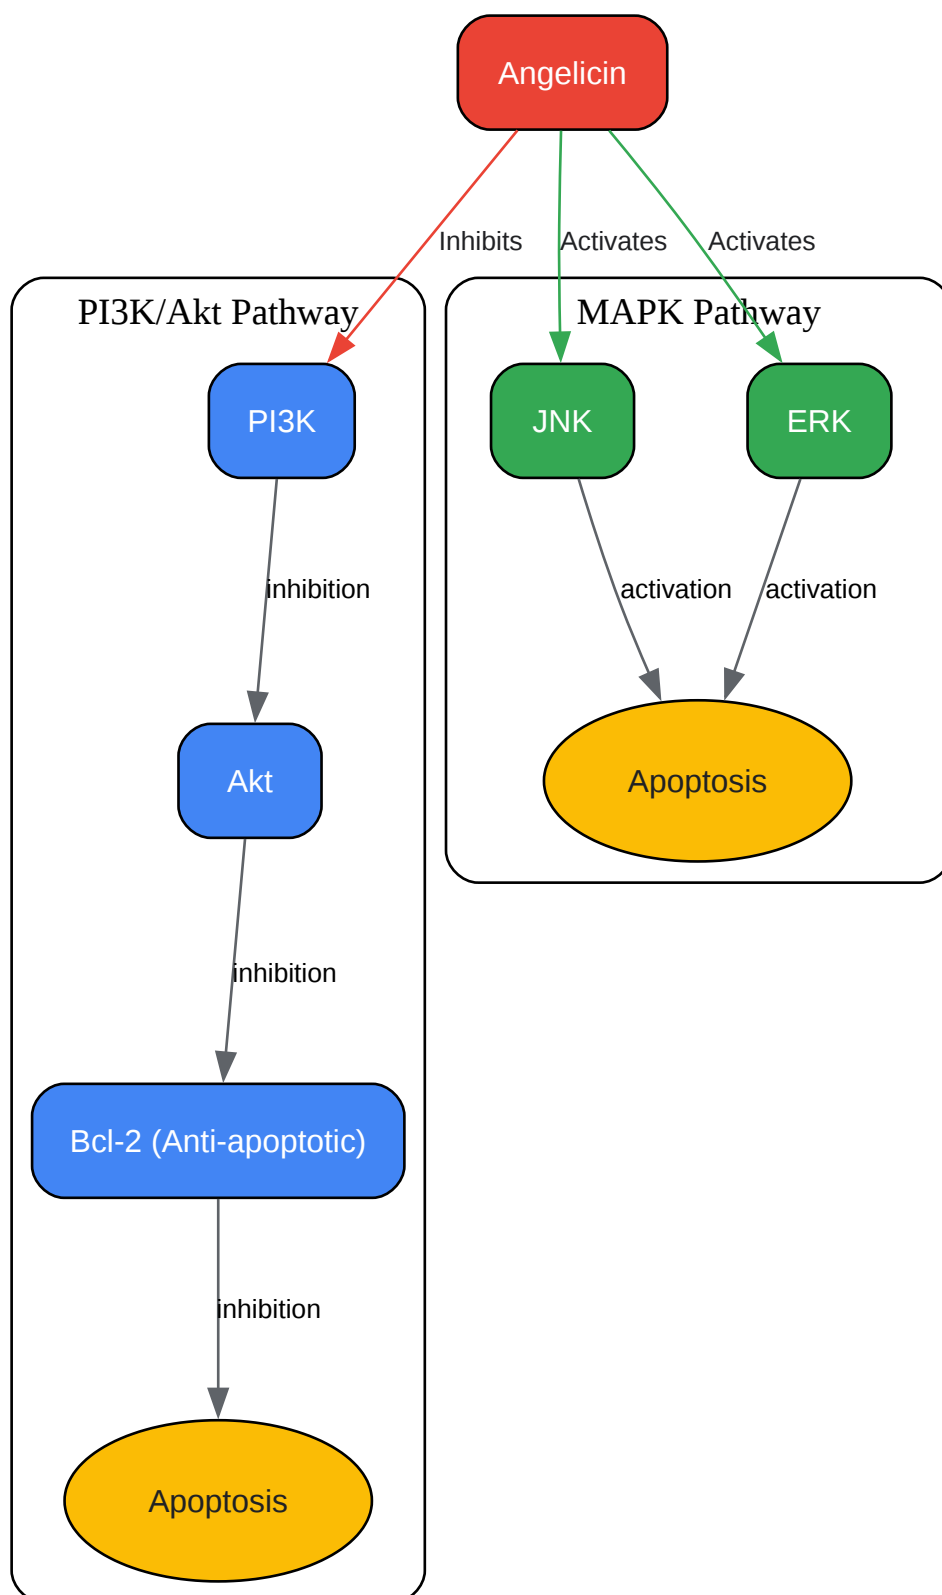 Angelicin
Inhibits
Activates
Activates
PI3K/Akt Pathway
MAPK Pathway
PI3K
JNK
ERK
inhibition
activation
activation
Akt
Apoptosis
inhibition
Bcl-2 (Anti-apoptotic)
inhibition
Apoptosis